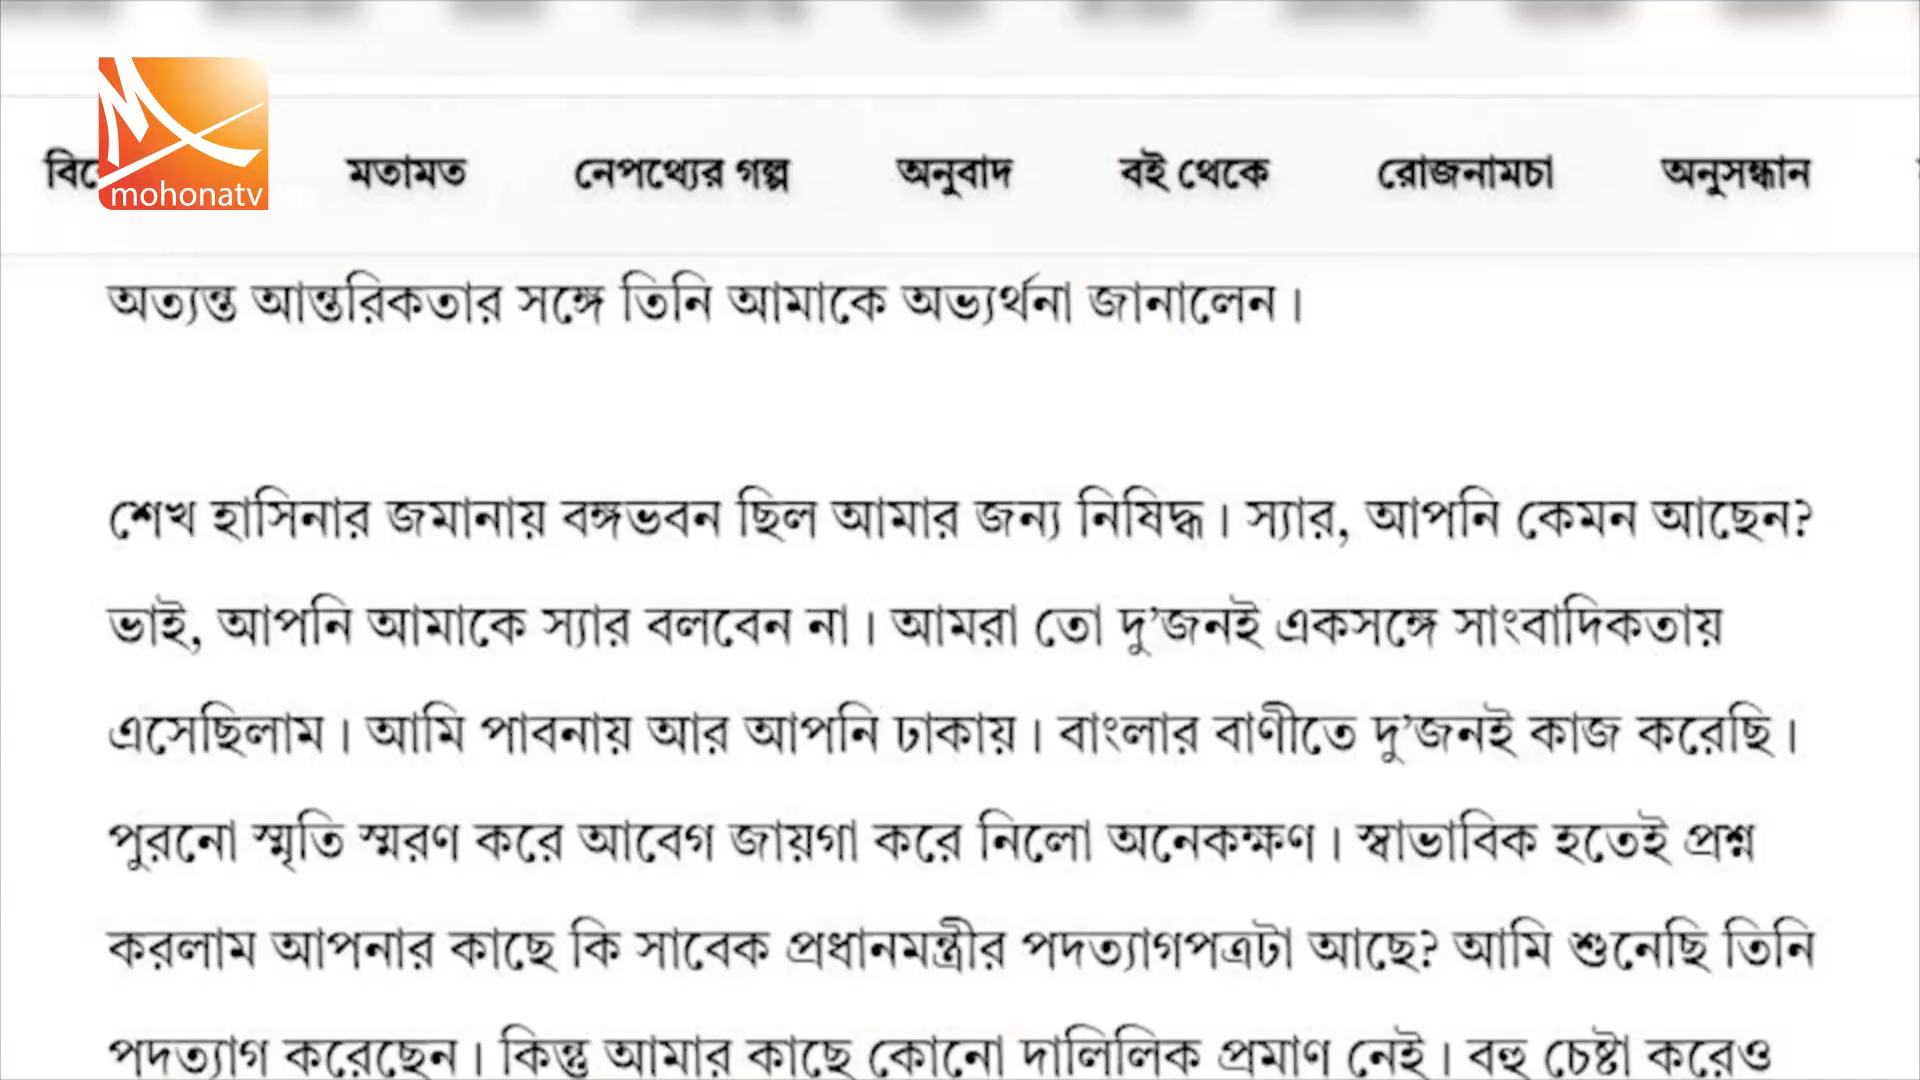 mohonatv
মতামত নেপথ্যের গল্প অনুবাদ বই থেকে রোজনামচা অনুসন্ধান
অত্যন্ত আন্তরিকতার সঙ্গে তিনি আমাকে অভ্যর্থনা জানালেন।
শেখ হাসিনার জমানায় বঙ্গভবন ছিল আমার জন্য নিষিদ্ধ। স্যার, আপনি কেমন আছেন?
ভাই, আপনি আমাকে স্যার বলবেন না। আমরা তো দু’জনই একসঙ্গে সাংবাদিকতায়
এসেছিলাম। আমি পাবনায় আর আপনি ঢাকায়। বাংলার বাণীতে দু’জনই কাজ করেছি।
পুরনো স্মৃতি স্মরণ করে আবেগ জায়গা করে নিলো অনেকক্ষণ। স্বাভাবিক হতেই প্রশ্ন
করলাম আপনার কাছে কি সাবেক প্রধানমন্ত্রীর পদত্যাগপত্রটা আছে? আমি শুনেছি তিনি
পদত্যাগ করেছেন। কিন্তু আমার কাছে কোনো দালিলিক প্রমাণ নেই। বহু চেষ্টা করেও